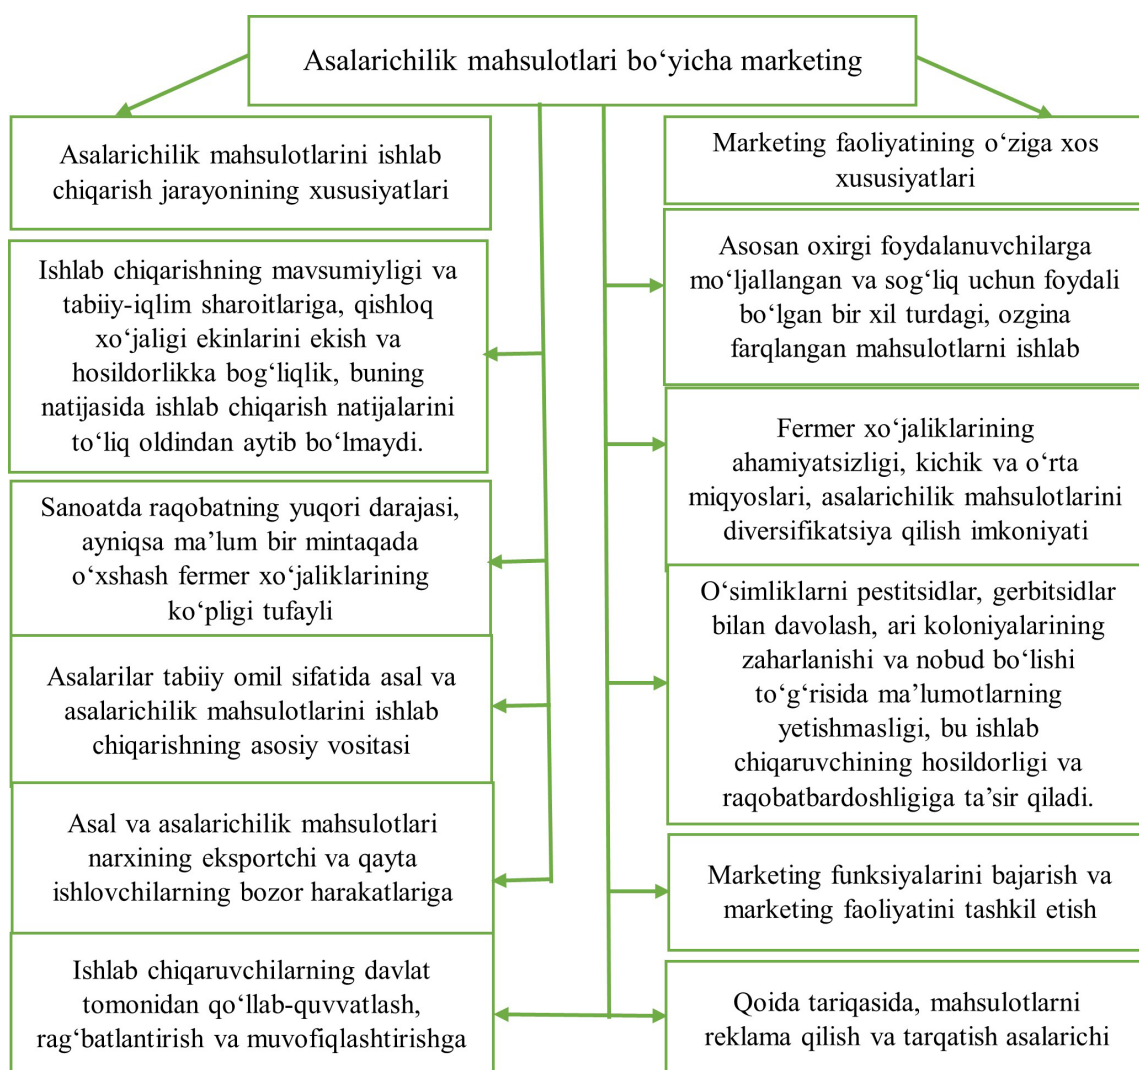 Asalarichilik mahsulotlari bo‘yicha marketing
Asalarichilik mahsulotlarini ishlab
chiqarish jarayonining xususiyatlari
Ishlab chiqarishning mavsumiyligi va
tabiiy-iqlim sharoitlariga, qishloq
xo‘jaligi ekinlarini ekish va
hosildorlikka bog‘liqlik, buning
natijasida ishlab chiqarish natijalarini
to‘liq oldindan aytib bo‘lmaydi.
Sanoatda raqobatning yuqori darajasi,
ayniqsa ma’lum bir mintaqada
o‘xshash fermer xo‘jaliklarining
ko‘pligi tufayli
Asalarilar tabiiy omil sifatida asal va
asalarichilik mahsulotlarini ishlab
chiqarishning asosiy vositasi
Asal va asalarichilik mahsulotlari
narxining eksportchi va qayta
ishlovchilarning bozor harakatlariga
Ishlab chiqaruvchilarning davlat
tomonidan qo‘llab-quvvatlash,
rag‘batlantirish va muvofiqlashtirishga
Marketing faoliyatining o‘ziga xos
xususiyatlari
Asosan oxirgi foydalanuvchilarga
mo‘ljallangan va sog‘liq uchun foydali
bo‘lgan bir xil turdagi, ozgina
farqlangan mahsulotlarni ishlab
Fermer xo‘jaliklarining
ahamiyatsizligi, kichik va o‘rta
miqyoslari, asalarichilik mahsulotlarini
diversifikatsiya qilish imkoniyati
O‘simliklarni pestitsidlar, gerbitsidlar
bilan davolash, ari koloniyalarining
zaharlanishi va nobud bo‘lishi
to‘g‘risida ma’lumotlarning
yetishmasligi, bu ishlab
chiqaruvchining hosildorligi va
raqobatbardoshligiga ta’sir qiladi.
Marketing funksiyalarini bajarish va
marketing faoliyatini tashkil etish
Qoida tariqasida, mahsulotlarni
reklama qilish va tarqatish asalarichi